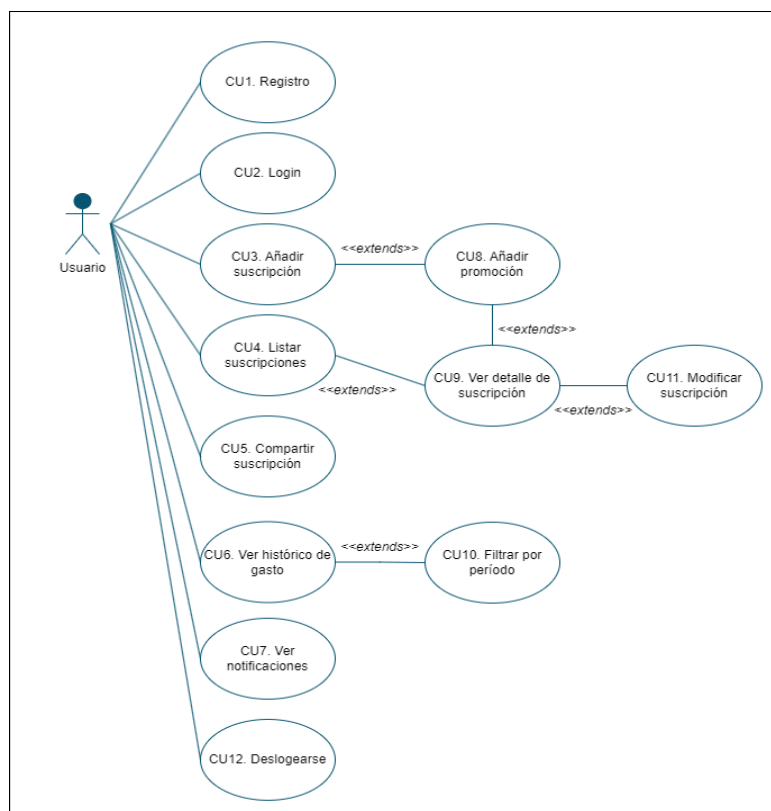 CU1. Registro
CU2. Login
Usuario
CU3. Añadir
suscripción
<<extends>>
CU8. Añadir
promoción
<<extends>>
CU4. Listar
suscripciones
<<extends>>
CU9. Ver detalle de
suscripción
<<extends>>
CU11. Modificar
suscripción
CU5. Compartir
suscripción
CU6. Ver histórico de
gasto
<<extends>>
CU10. Filtrar por
período
CU7. Ver
notificaciones
CU12. Deslogearse